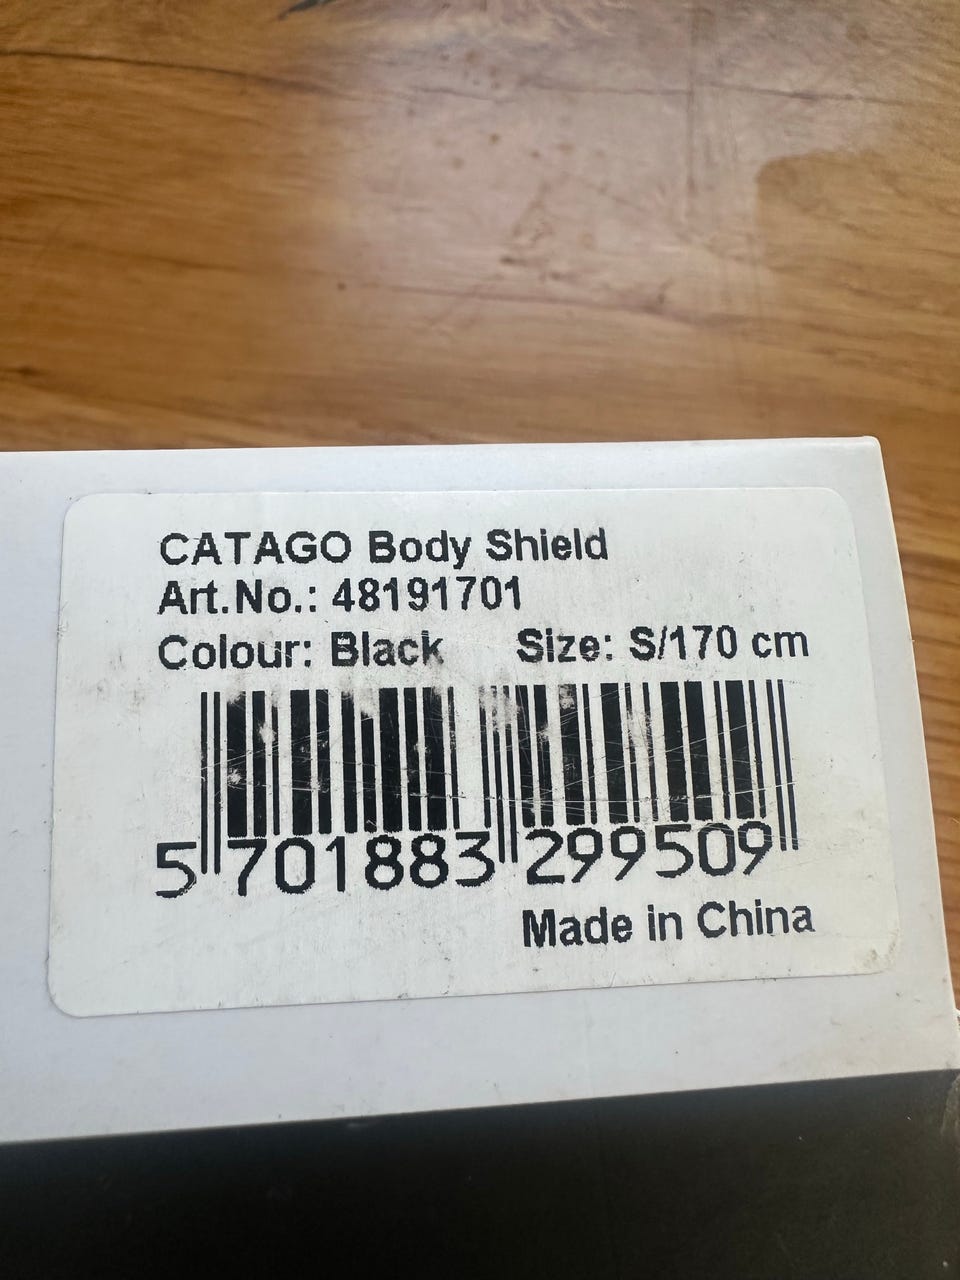 CATAGO Body Shield
Art.No.: 48191701
Colour: Black Size: S/170 cm
5 701883 299509
Made in China